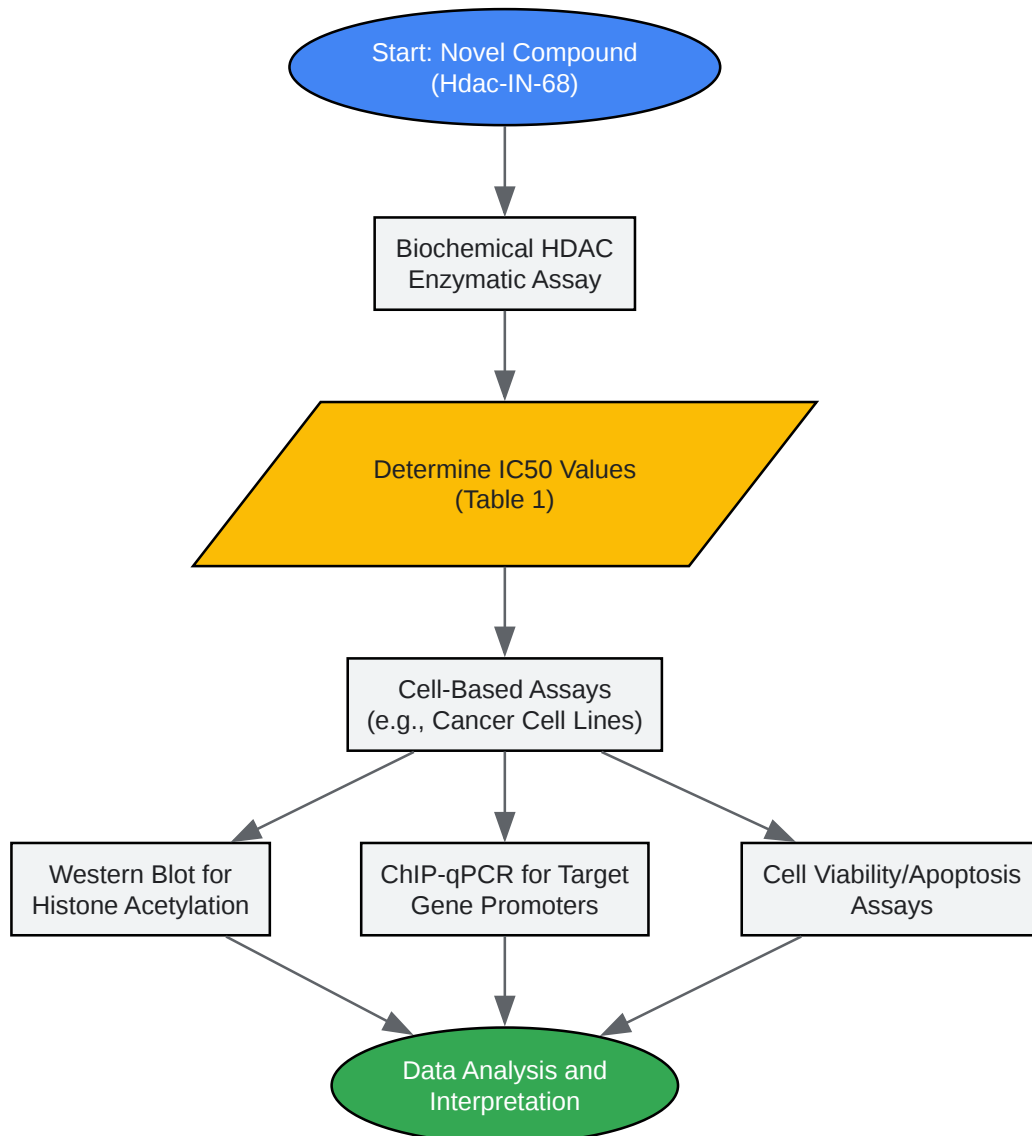 Start: Novel Compound
(Hdac-IN-68)
Biochemical HDAC
Enzymatic Assay
Determine IC50 Values
(Table 1)
Cell-Based Assays
(e.g., Cancer Cell Lines)
Western Blot for
Histone Acetylation
ChIP-qPCR for Target
Gene Promoters
Cell Viability/Apoptosis
Assays
Data Analysis and
Interpretation